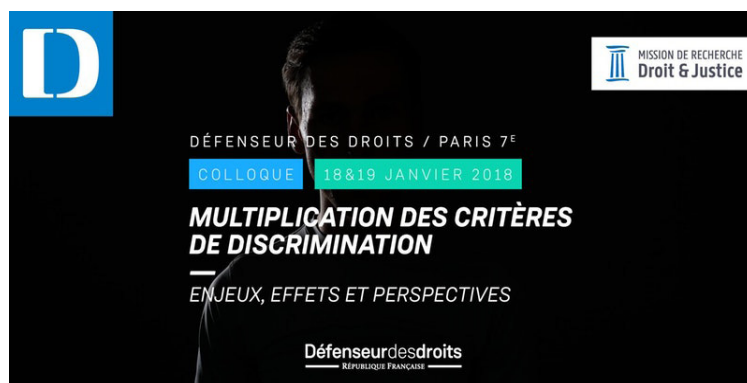 D
MISSION DE RECHERCHE
Droit & Justice
DÉFENSEUR DES DROITS / PARIS 7E
COLLOQUE
18&19 JANVIER 2018
MULTIPLICATION DES CRITÈRES
DE DISCRIMINATION
ENJEUX, EFFETS ET PERSPECTIVES
Défenseurdesdroits
RÉPUBLIQUE FRANÇAISE